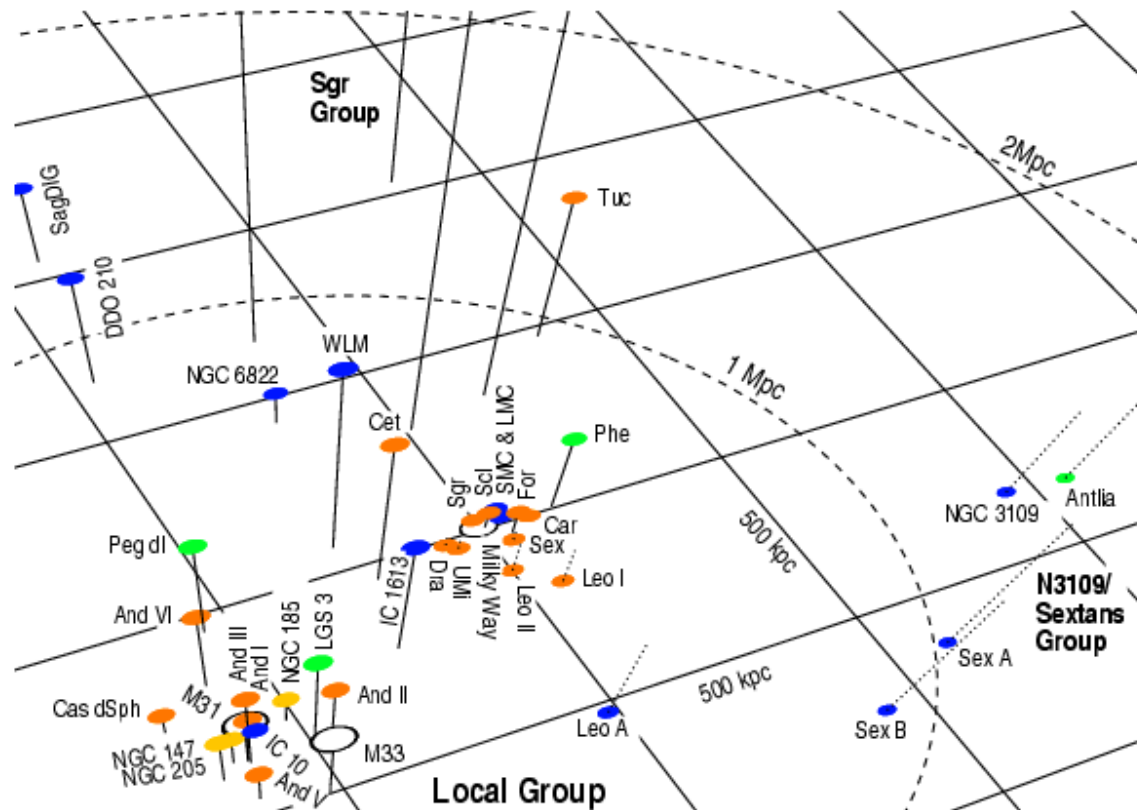 Sgr
Group
2Mpc
SagDIG
Tuc
DDO 210
WLM
NGC 6822
1 Mpc
Cet
Sgr
Scl
SMC & LMC
For
Phe
Car
Sex
NGC 3109
Antlia
500 kpc
Peg dI
IC 1613
Dra
UMi
Milky Way
Leo II
Leo I
N3109/
Sextans
Group
And VI
And III
And I
NGC 185
LGS 3
Sex A
500 kpc
M31
And II
Cas dSph
Leo A
Sex B
NGC 147
NGC 205
IC 10
M33
And V
Local Group